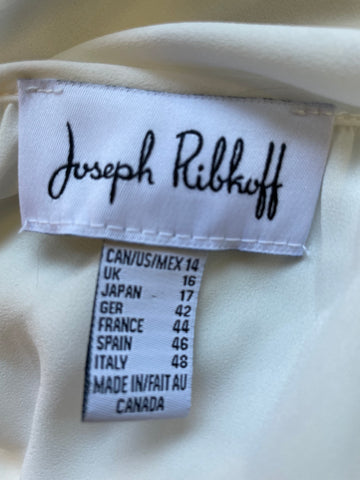 Joseph Ribkoff
CAN/US/MEX 14
UK 16
JAPAN 17
GER 42
FRANCE 44
SPAIN 46
ITALY 48
MADE IN/FAIT AU
CANADA